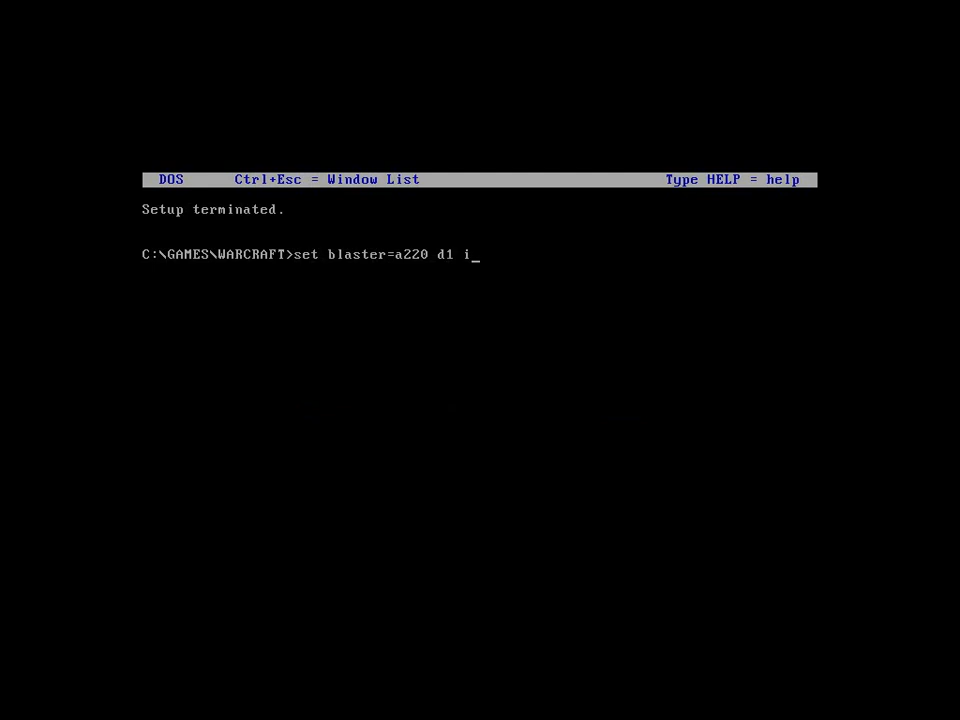 DOS Ctrl+Esc = Window List Type HELP = help
Setup terminated.
C:\GAMES\WARCRAFT>set blaster=a220 d1 i_